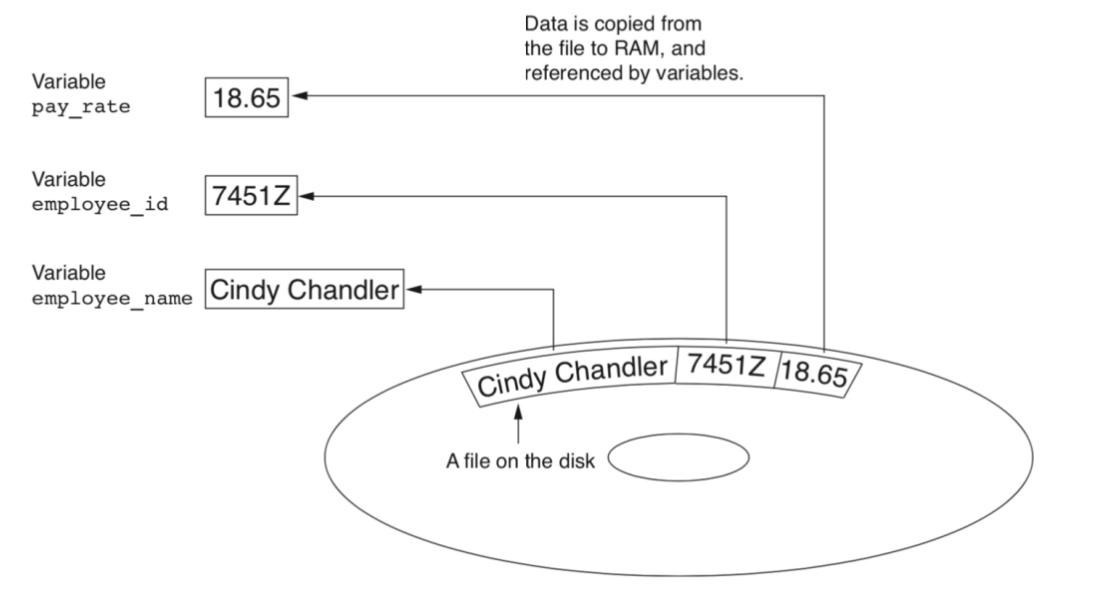 Data is copied from
the file to RAM, and
referenced by variables.
Variable
pay_rate
18.65
Variable
employee_id
7451Z
Variable
employee_name
Cindy Chandler
Cindy Chandler 7451Z 18.65
A file on the disk